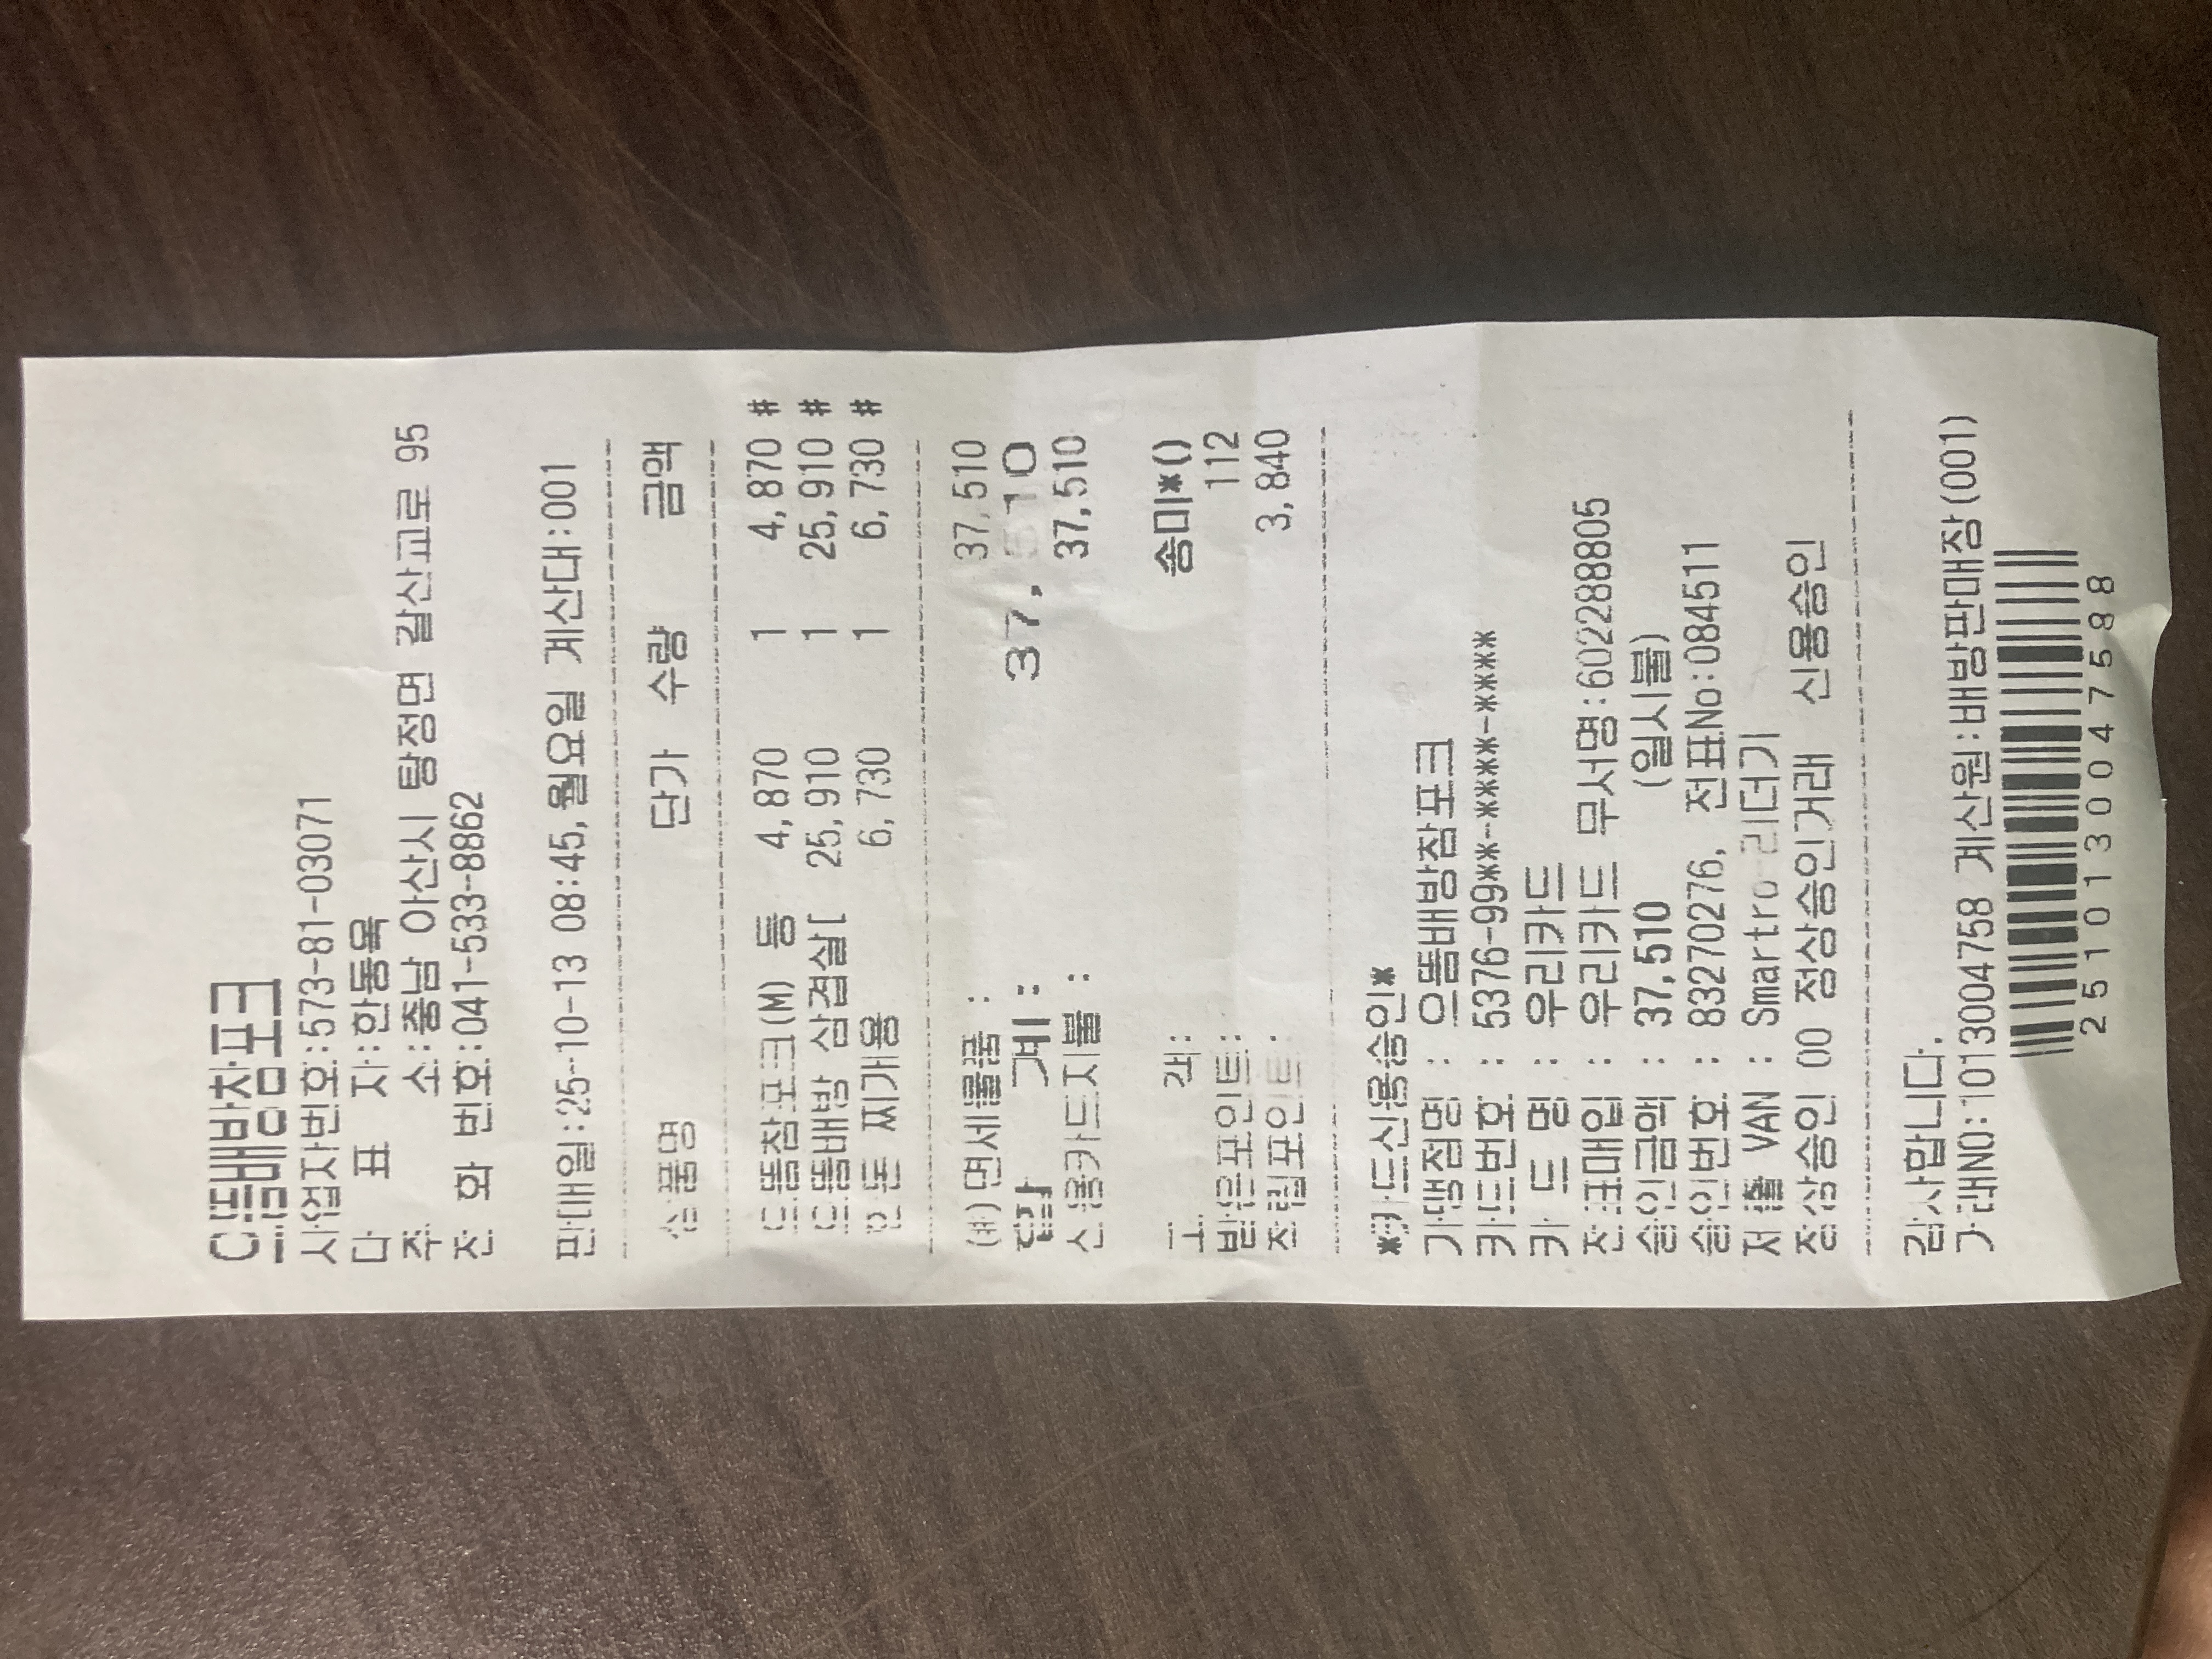 으뜸배방참포크
사업자번호:573-81-03071
대 표 자:한동욱
주 소:충남 아산시 탕정면 갈산교로 95
전 화 번호:041-533-8862
판매일:25-10-13 08:45,월요일 계산대:001
상품명 단가 수량 금액
으뜸참포크(M) 등 4,870 1 4,870 #
으뜸배방 삼겹살[ 25,910 1 25,910 #
한돈 찌개용 6,730 1 6,730 #
(#)면세물품 : 37,510
합 계 : 37,510
신용카드지불 : 37,510
고 객: 송미*()
받은포인트: 112
적립포인트: 3,840
*카드신용승인*
가맹점명 : 으뜸배방참포크
카드번호 : 5376-99**-****-****
카 드 명 : 우리카드
전표매입 : 우리카드 무서명:6022888805
승인금액 : 37,510 (일시불)
승인번호 : 83270276, 전표No:084511
제출 VAN : Smartro-리더기
정상승인 00 정상승인거래 신용승인
감사합니다.
거래NO:1013004758 계산원:배방판매장(001)
2510130047588